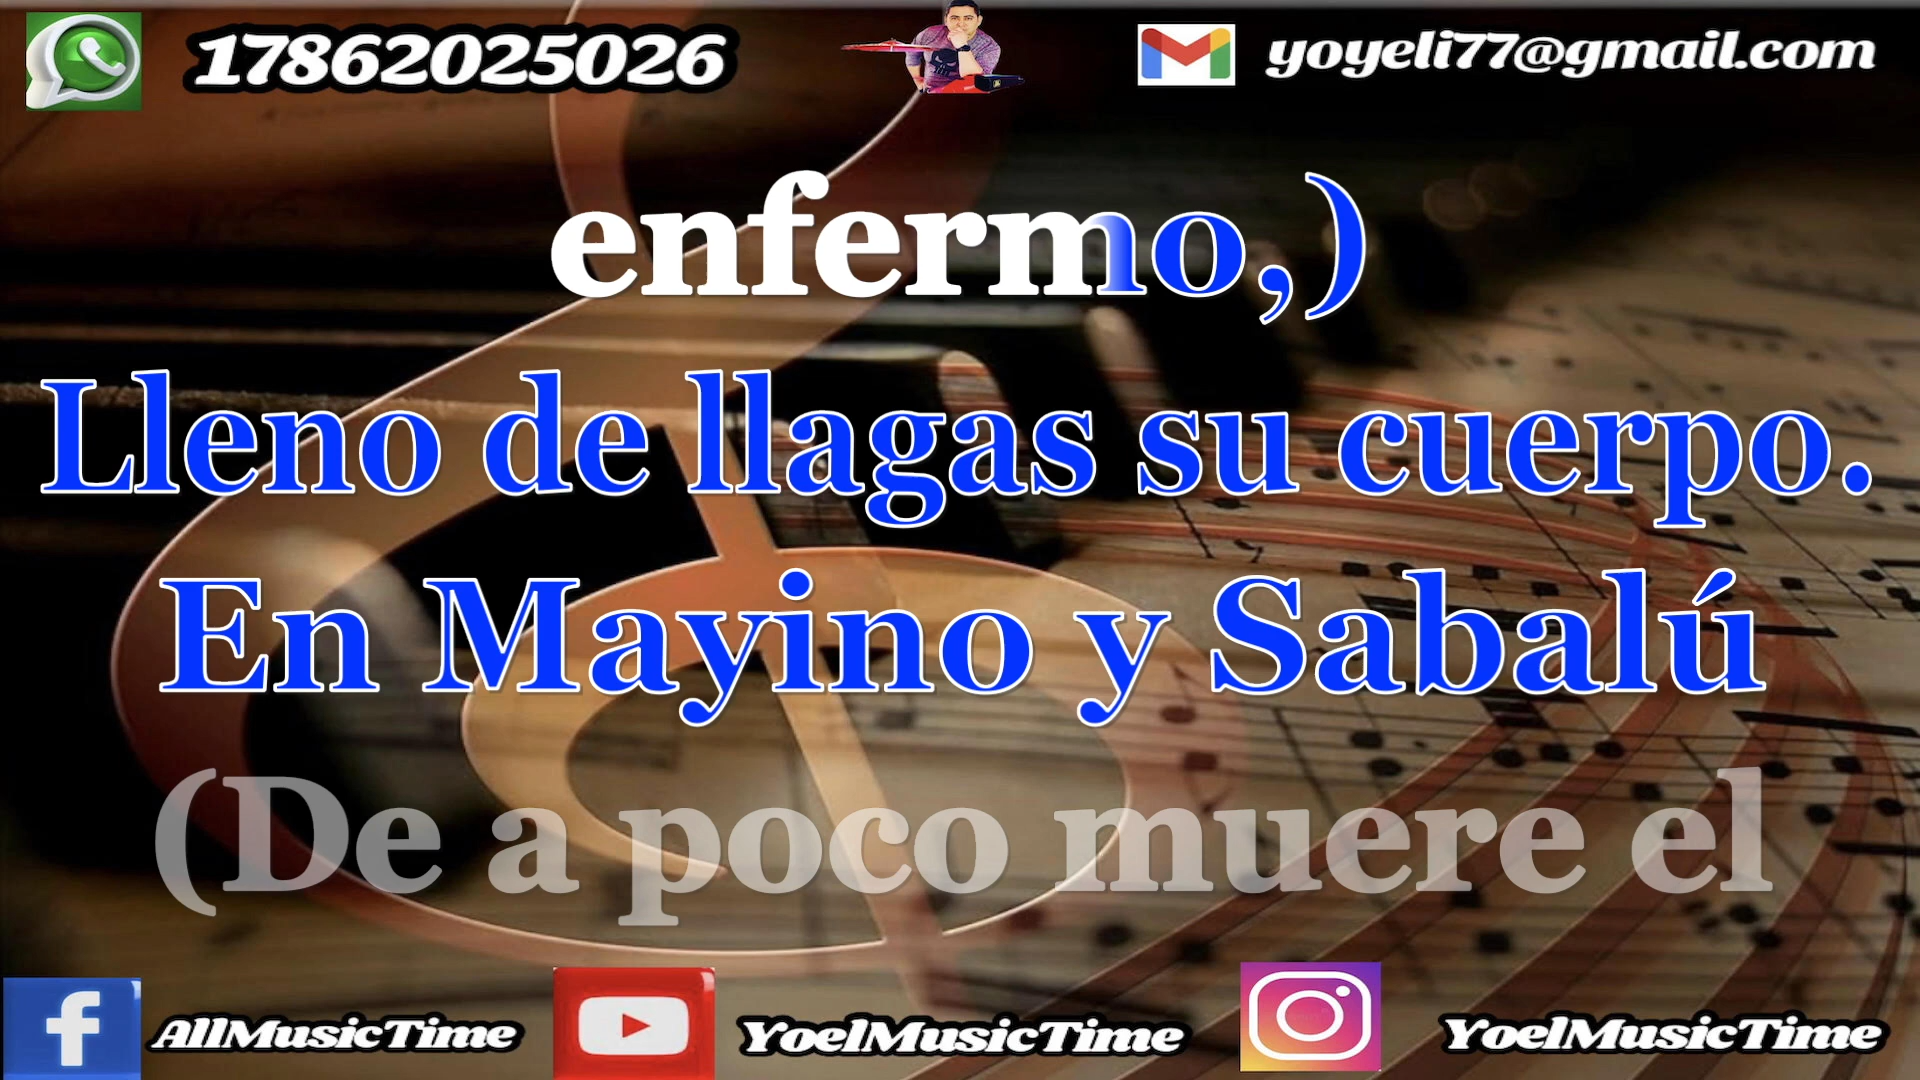 17862025026
yoyeli77@gmail.com
enfermo,)
Lleno de llagas su cuerpo.
En Mayino y Sabalú
(De a poco muere el
AllMusicTime
YoelMusicTime
YoelMusicTime